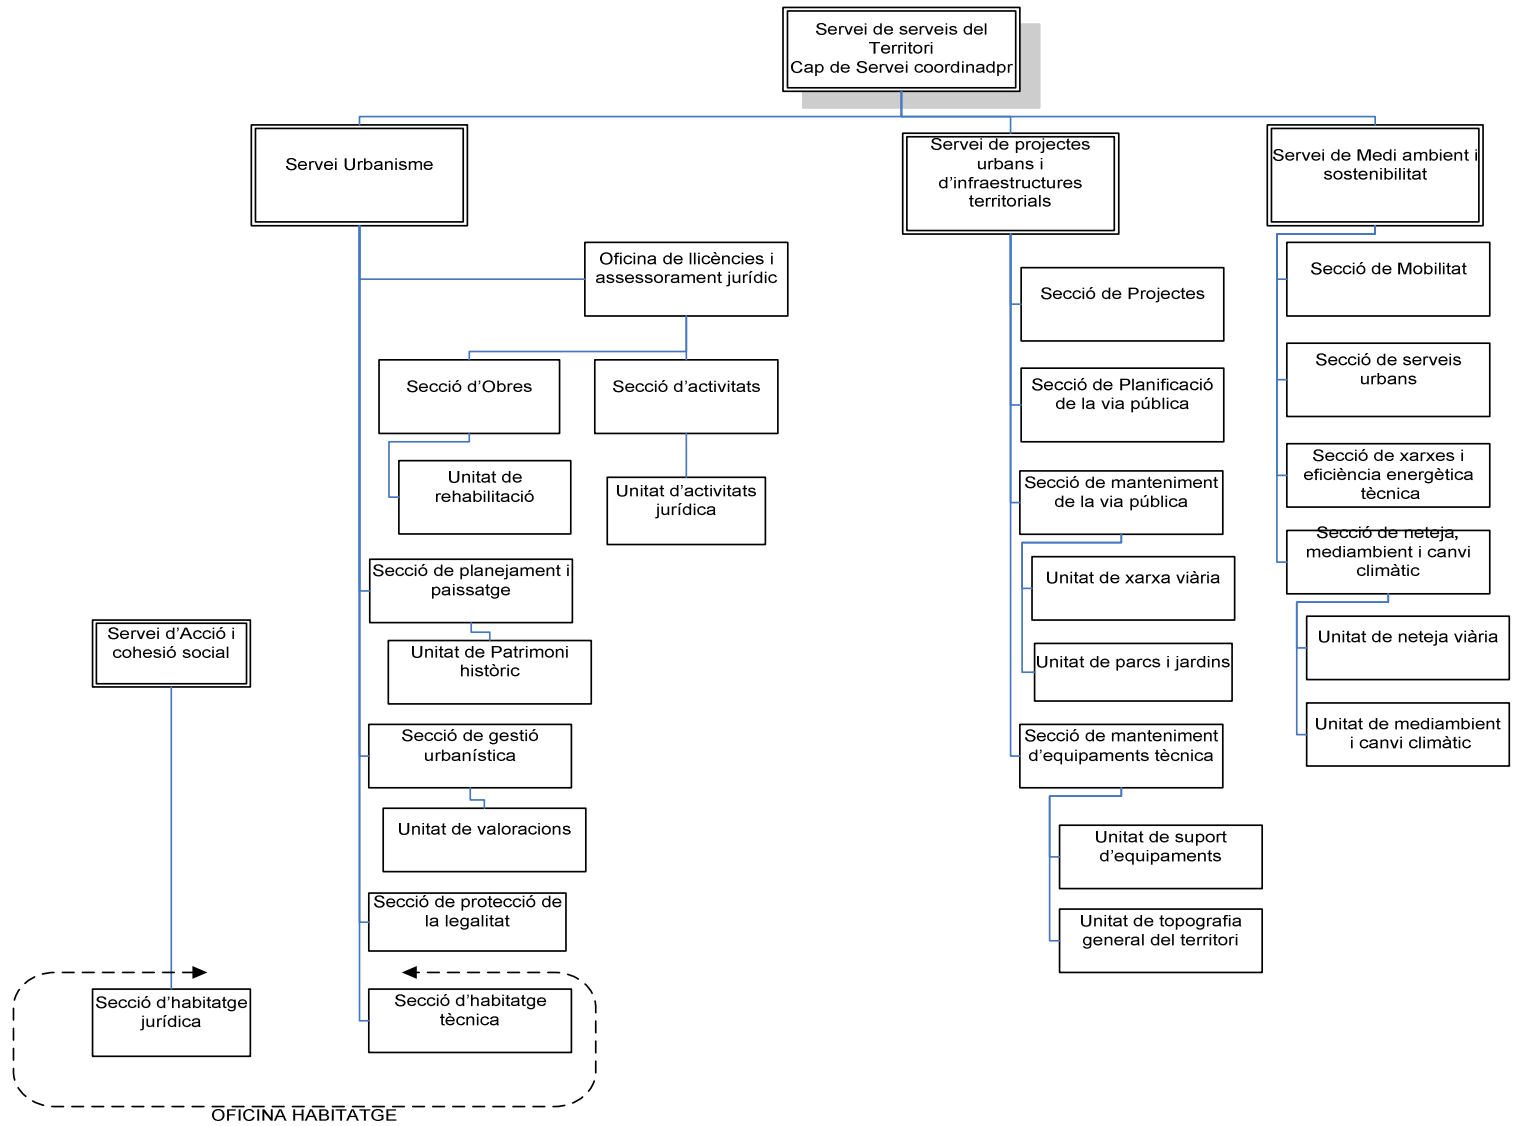 Servei de serveis del
Territori
Cap de Servei coordinadpr
Servei Urbanisme
Servei de projectes
urbans i
d’infraestructures
territorials
Servei de Medi ambient i
sostenibilitat
Oficina de llicències i
assessorament jurídic
Secció d’Obres
Secció d’activitats
Unitat de
rehabilitació
Unitat d’activitats
jurídica
Secció de planejament i
paissatge
Unitat de Patrimoni
històric
Secció de gestió
urbanística
Unitat de valoracions
Secció de protecció de
la legalitat
Secció d’habitatge
tècnica
Servei d’Acció i
cohesió social
Secció d’habitatge
jurídica
OFICINA HABITATGE
Secció de Projectes
Secció de Planificació
de la via pública
Secció de manteniment
de la via pública
Unitat de xarxa viària
Unitat de parcs i jardins
Secció de manteniment
d’equipaments tècnica
Unitat de suport
d’equipaments
Unitat de topografia
general del territori
Secció de Mobilitat
Secció de serveis
urbans
Secció de xarxes i
eficiència energètica
tècnica
Secció de neteja,
mediambient i canvi
climàtic
Unitat de neteja viària
Unitat de mediambient
i canvi climàtic